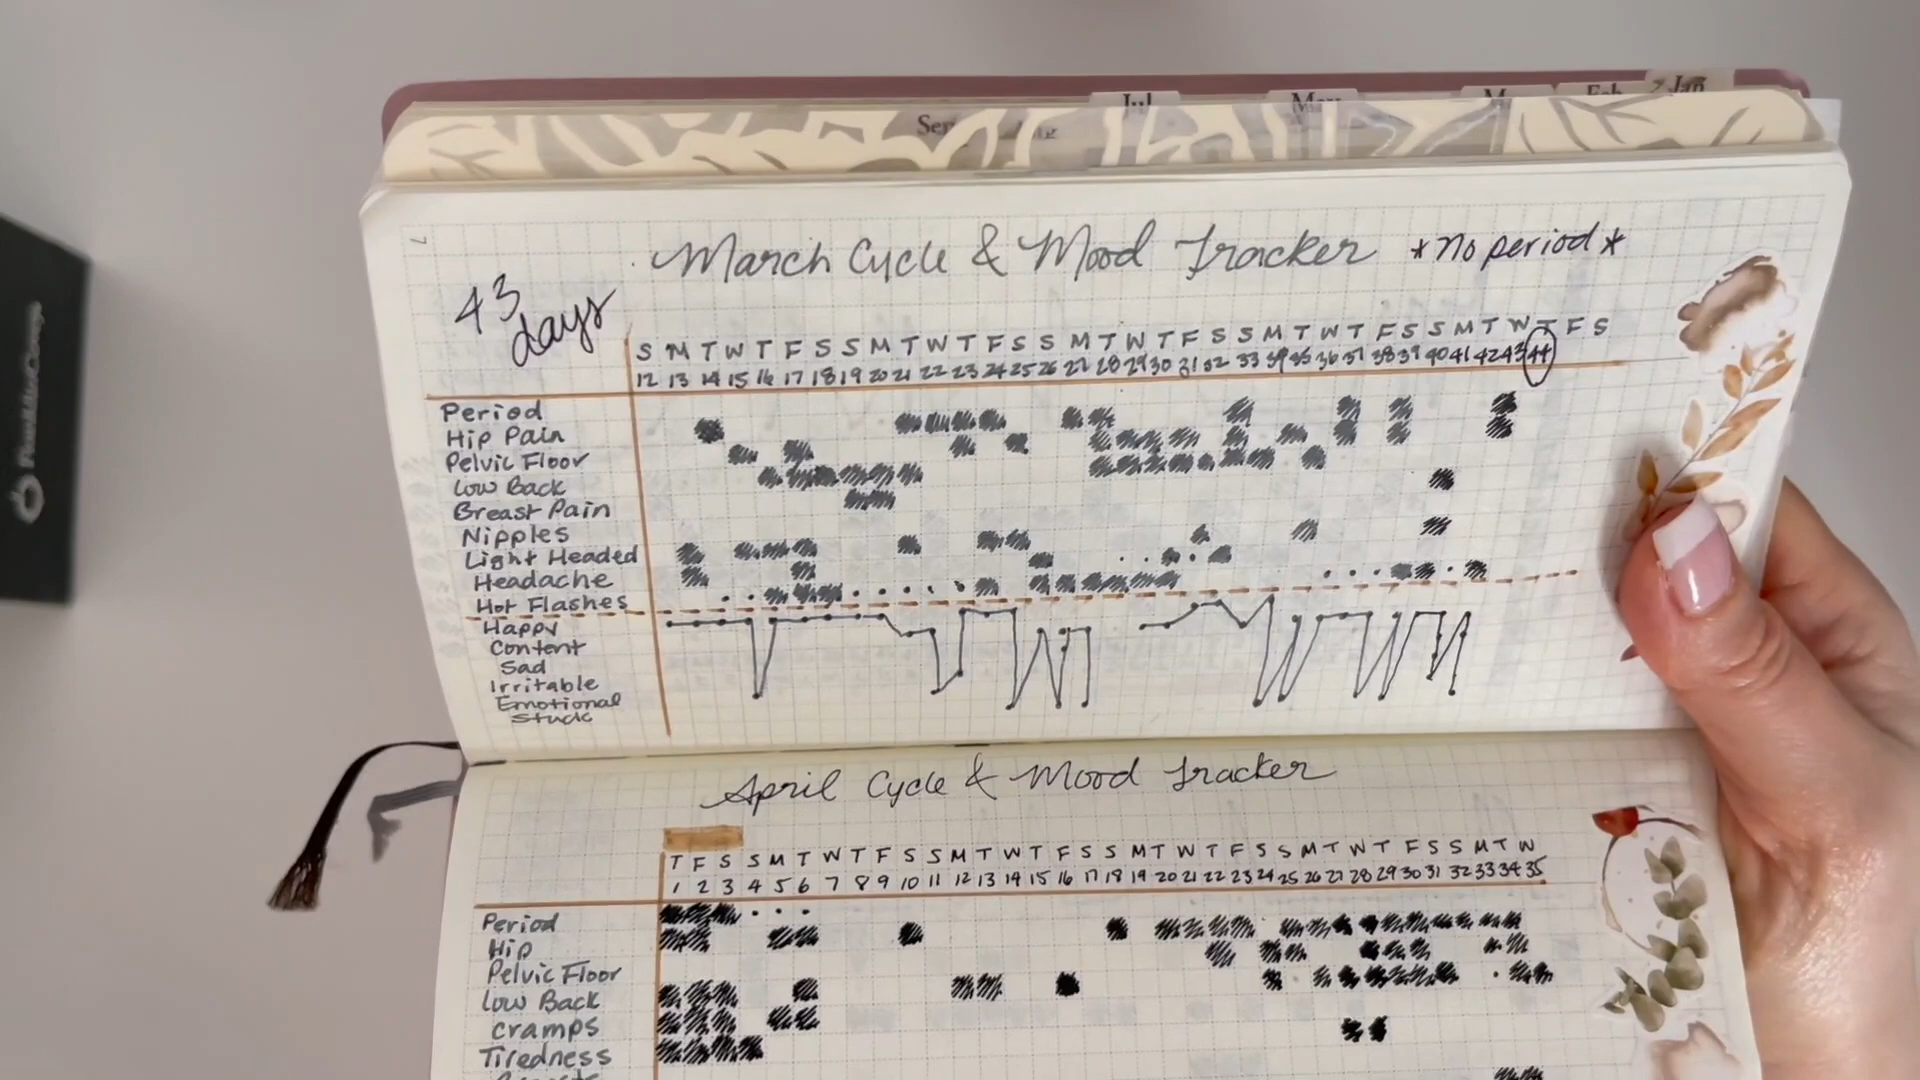 Jul May M Feb Jan
March Cycle & Mood Tracker *No period*
43 days
S M T W T F S S M T W T F S S M T W T F S S M T W T F S S M T W T F S
12 13 14 15 16 17 18 19 20 21 22 23 24 25 26 27 28 29 30 31 32 33 34 35 36 37 38 39 40 41 42 43 44
Period
Hip Pain
Pelvic Floor
Low Back
Breast Pain
Nipples
Light Headed
Headache
Hot Flashes
Happy
Content
Sad
Irritable
Emotional
Stuck
April Cycle & Mood Tracker
T F S S M T W T F S S M T W T F S S M T W T F S S M T W T F S S M T W
1 2 3 4 5 6 7 8 9 10 11 12 13 14 15 16 17 18 19 20 21 22 23 24 25 26 27 28 29 30 31 32 33 34 35
Period
Hip
Pelvic Floor
Low Back
Cramps
Tiredness